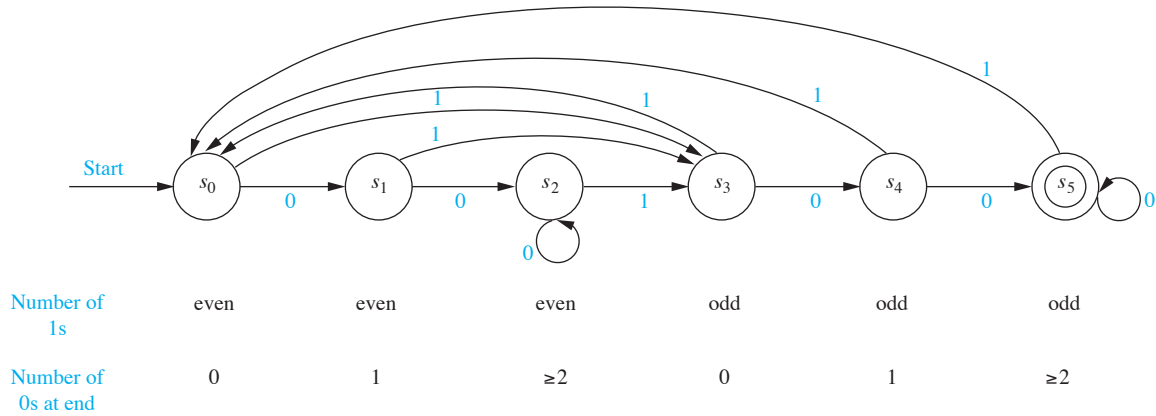 1
1
1
1
1
Start
s0
s1
s2
s3
s4
s5
0
0
1
0
0
0
0
Number of
1s
even
even
even
odd
odd
odd
Number of
0s at end
0
1
≥2
0
1
≥2